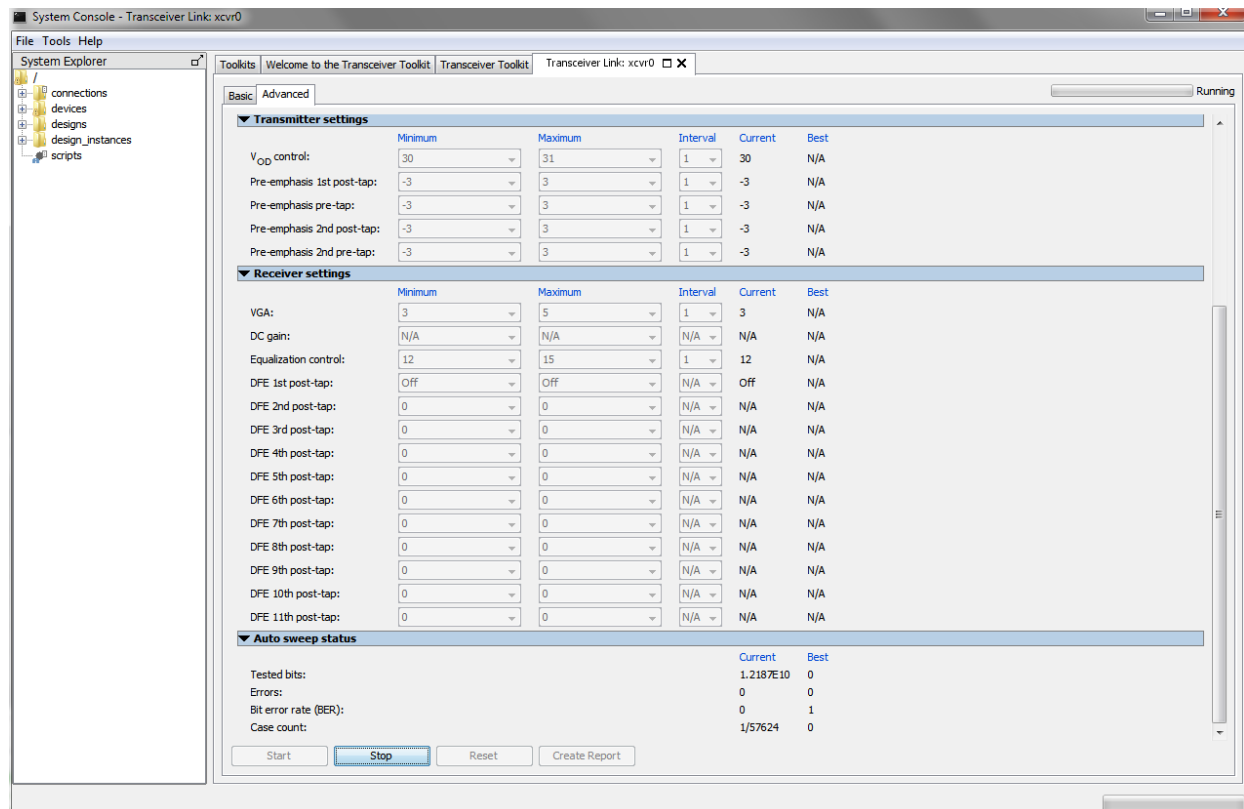 System Console - Transceiver Link: xcvr0
File Tools Help
System Explorer
/
connections
devices
designs
design_instances
scripts
Toolkits Welcome to the Transceiver Toolkit Transceiver Toolkit Transceiver Link: xcvr0
Basic Advanced Running
Transmitter settings
Minimum Maximum Interval Current Best
VOD control: 30 31 1 30 N/A
Pre-emphasis 1st post-tap: -3 3 1 -3 N/A
Pre-emphasis pre-tap: -3 3 1 -3 N/A
Pre-emphasis 2nd post-tap: -3 3 1 -3 N/A
Pre-emphasis 2nd pre-tap: -3 3 1 -3 N/A
Receiver settings
Minimum Maximum Interval Current Best
VGA: 3 5 1 3 N/A
DC gain: N/A N/A N/A N/A N/A
Equalization control: 12 15 1 12 N/A
DFE 1st post-tap: Off Off N/A Off N/A
DFE 2nd post-tap: 0 0 N/A N/A N/A
DFE 3rd post-tap: 0 0 N/A N/A N/A
DFE 4th post-tap: 0 0 N/A N/A N/A
DFE 5th post-tap: 0 0 N/A N/A N/A
DFE 6th post-tap: 0 0 N/A N/A N/A
DFE 7th post-tap: 0 0 N/A N/A N/A
DFE 8th post-tap: 0 0 N/A N/A N/A
DFE 9th post-tap: 0 0 N/A N/A N/A
DFE 10th post-tap: 0 0 N/A N/A N/A
DFE 11th post-tap: 0 0 N/A N/A N/A
Auto sweep status
Current Best
Tested bits: 1.2187E10 0
Errors: 0 0
Bit error rate (BER): 0 1
Case count: 1/57624 0
Start Stop Reset Create Report